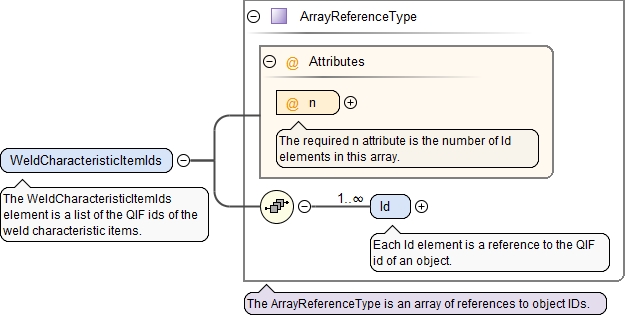 ArrayReferenceType
@ Attributes
@ n
The required n attribute is the number of Id
elements in this array.
WeldCharacteristicItemIds
The WeldCharacteristicItemIds
element is a list of the QIF ids of the
weld characteristic items.
1..∞
Id
Each Id element is a reference to the QIF
id of an object.
The ArrayReferenceType is an array of references to object IDs.